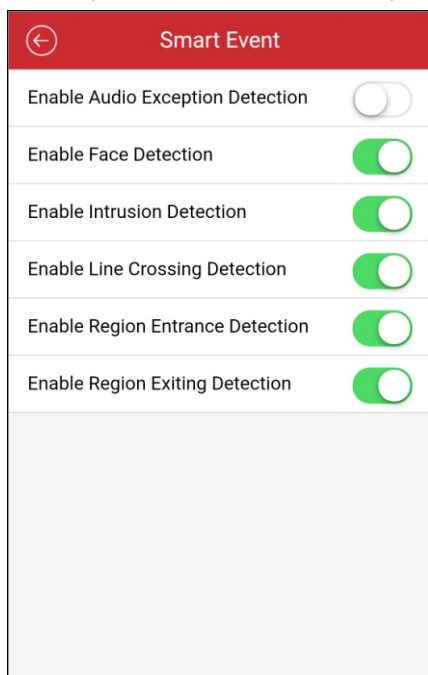 Smart Event
Enable Audio Exception Detection
Enable Face Detection
Enable Intrusion Detection
Enable Line Crossing Detection
Enable Region Entrance Detection
Enable Region Exiting Detection